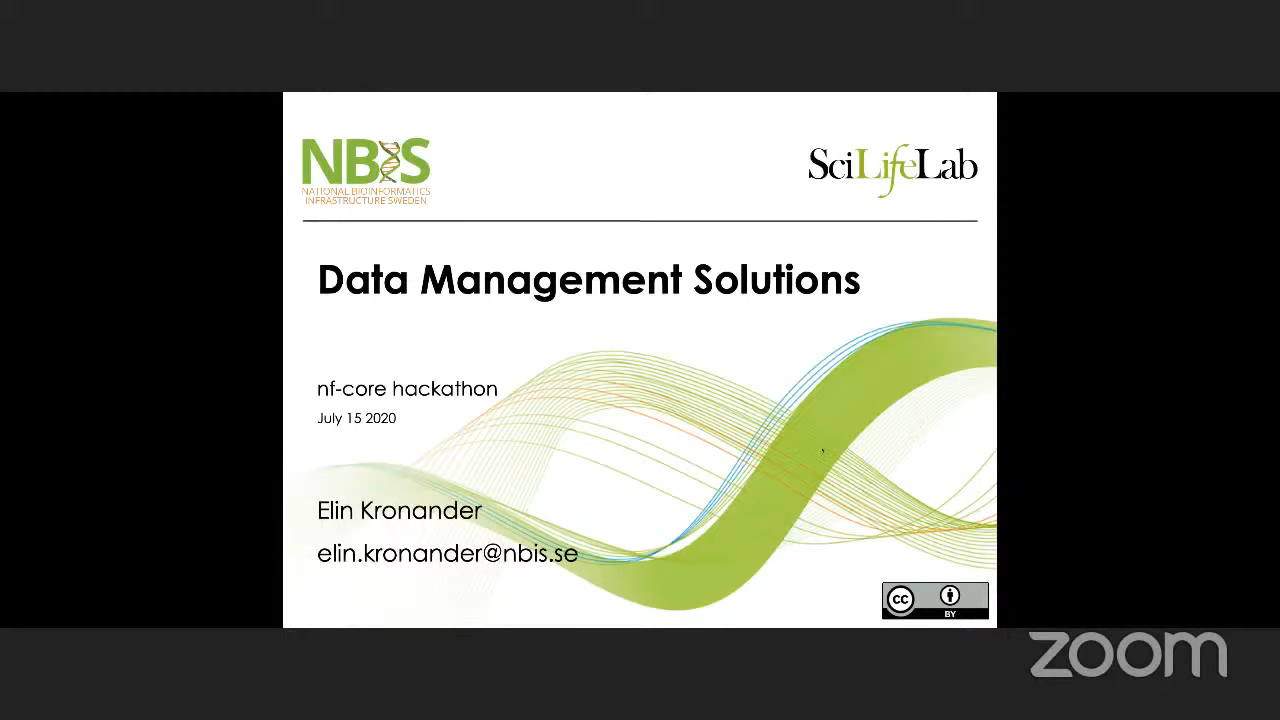 NBIS
NATIONAL BIOINFORMATICS
INFRASTRUCTURE SWEDEN
SciLifeLab
Data Management Solutions
nf-core hackathon
July 15 2020
Elin Kronander
elin.kronander@nbis.se
CC
BY
zoom